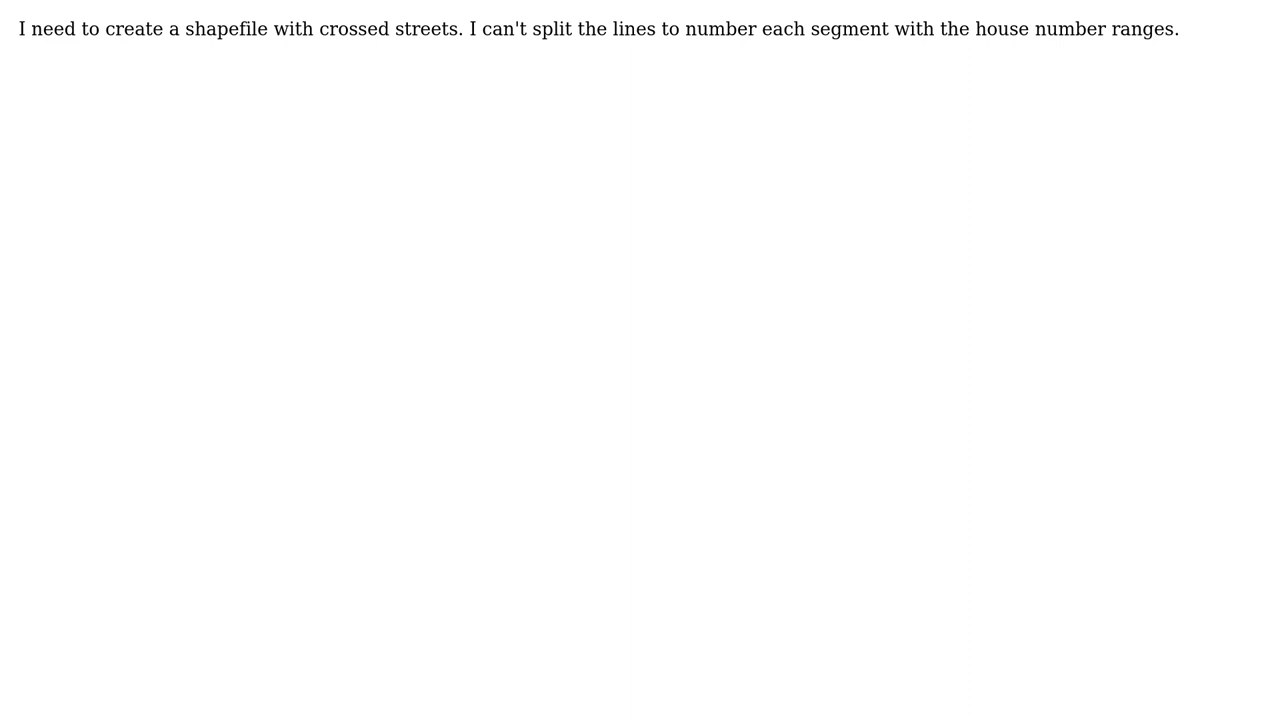 I need to create a shapefile with crossed streets. I can't split the lines to number each segment with the house number ranges.